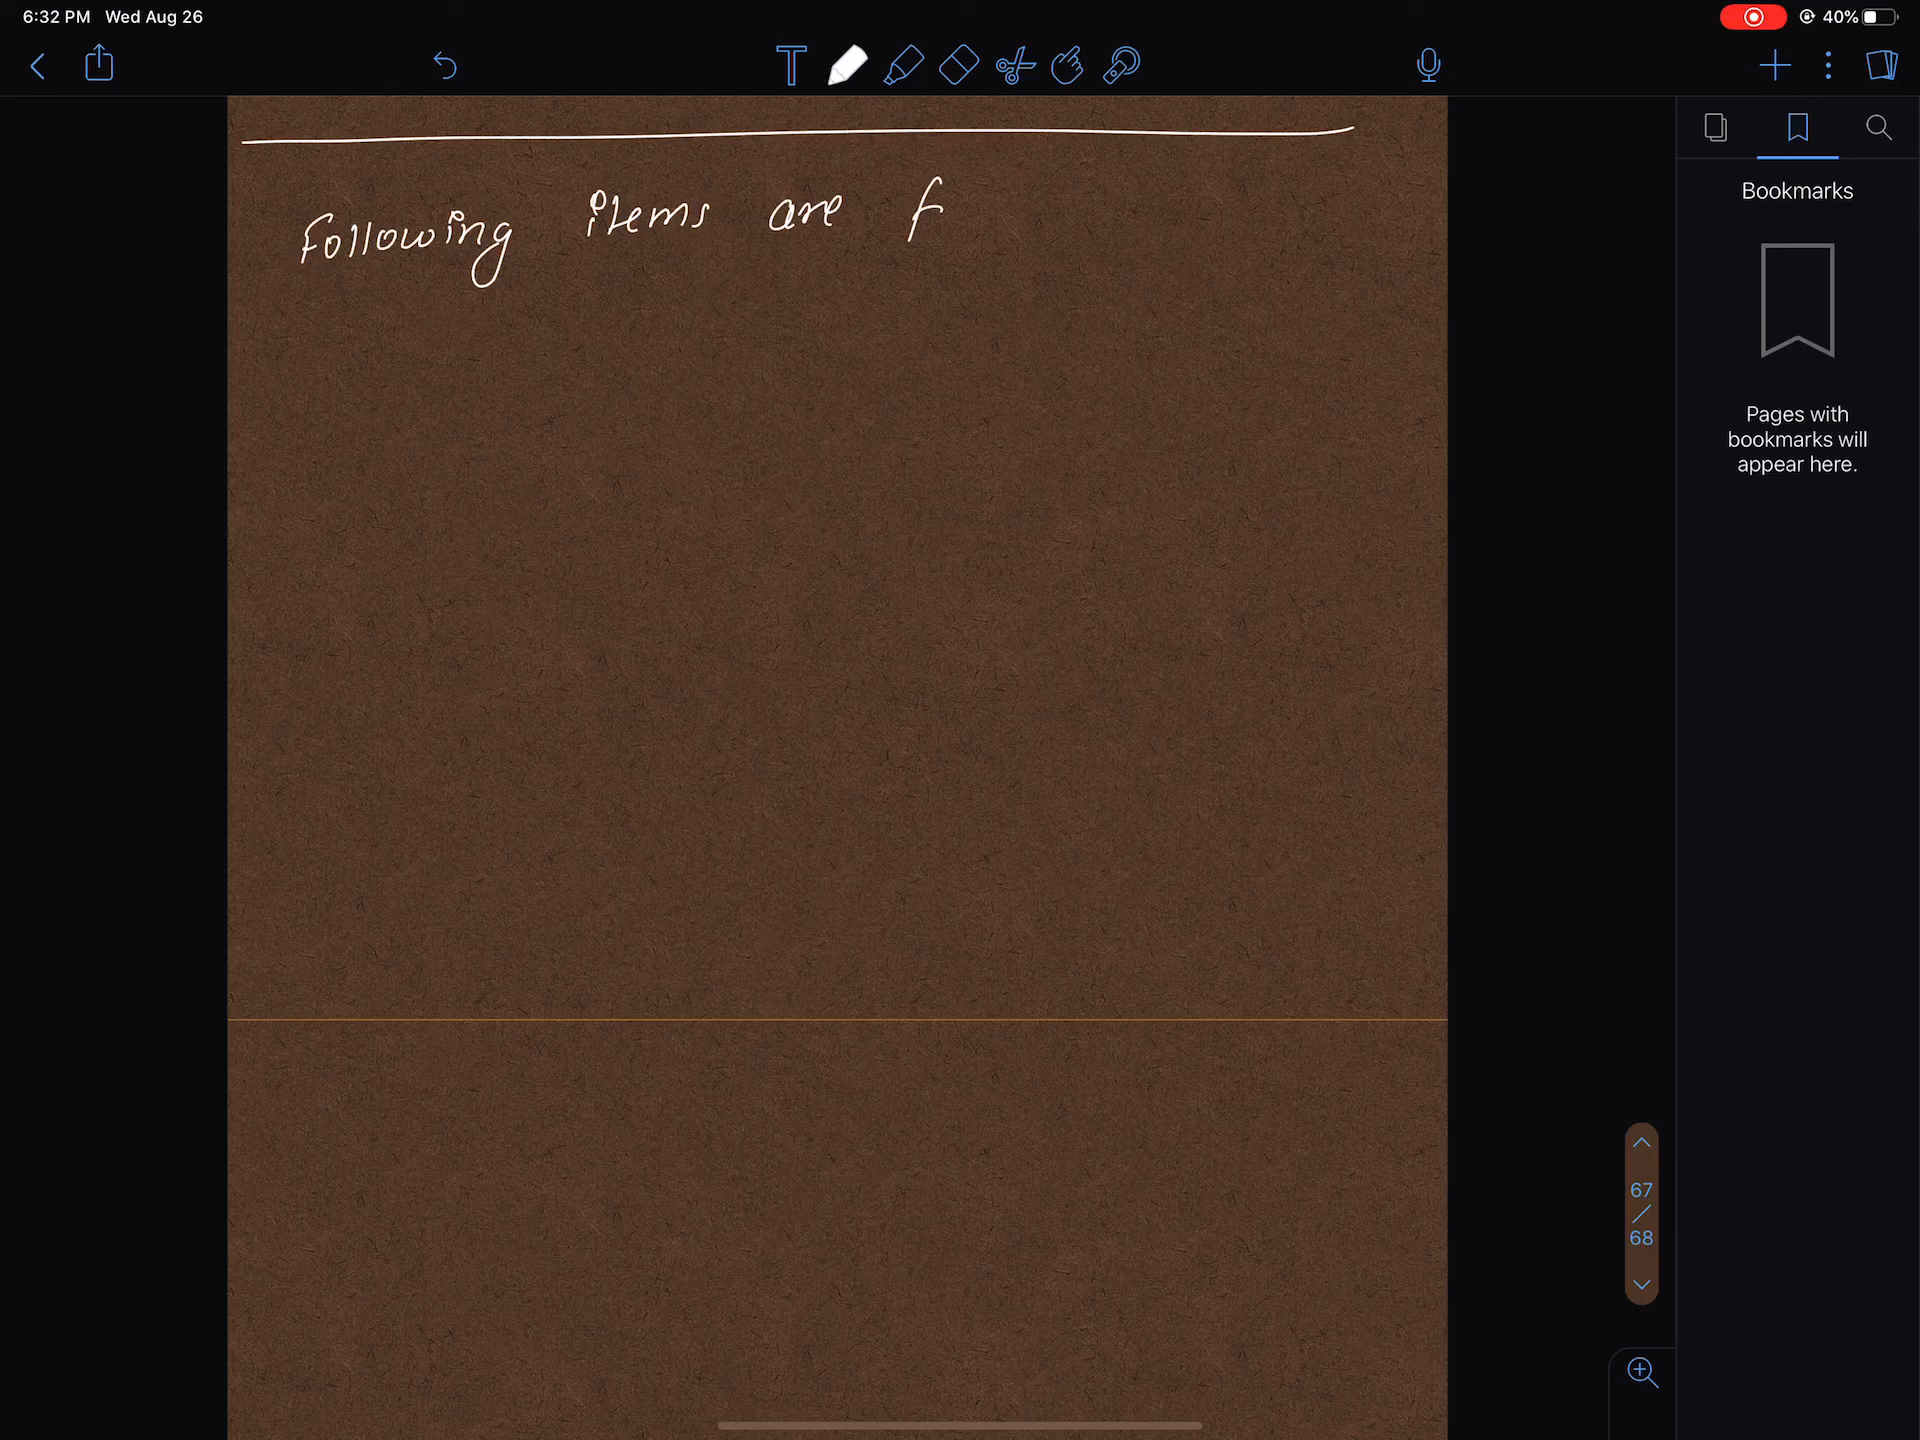 6:32 PM Wed Aug 26
40%
Bookmarks
Following items are f
Pages with
bookmarks will
appear here.
67
/
68